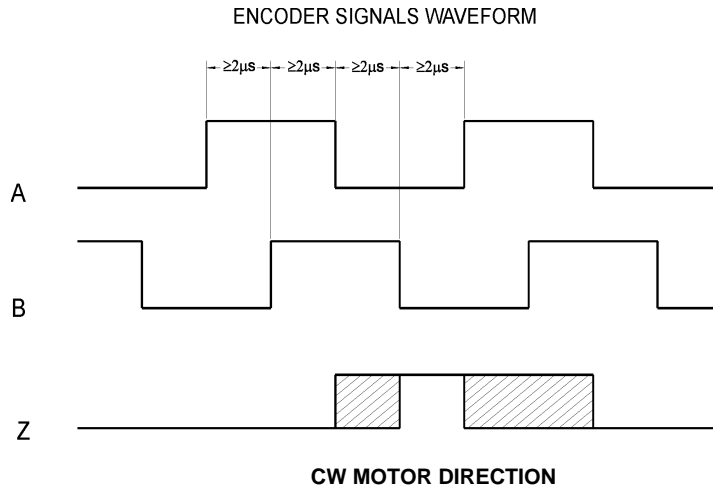 ENCODER SIGNALS WAVEFORM
≥2µs ≥2µs ≥2µs ≥2µs
A
B
Z
CW MOTOR DIRECTION